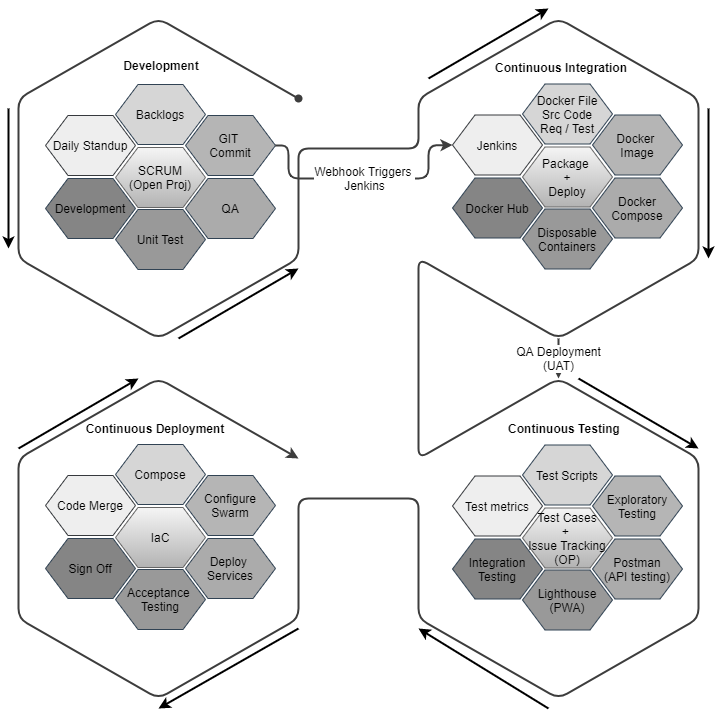 Development
Backlogs
Daily Standup
GIT
Commit
SCRUM
(Open Proj)
Development
QA
Unit Test
Webhook Triggers
Jenkins
Continuous Integration
Docker File
Src Code
Req / Test
Jenkins
Docker
Image
Package
+
Deploy
Docker Hub
Docker
Compose
Disposable
Containers
QA Deployment
(UAT)
Continuous Deployment
Compose
Code Merge
Configure
Swarm
IaC
Sign Off
Deploy
Services
Acceptance
Testing
Continuous Testing
Test Scripts
Test metrics
Exploratory
Testing
Test Cases
+
Issue Tracking
(OP)
Integration
Testing
Postman
(API testing)
Lighthouse
(PWA)